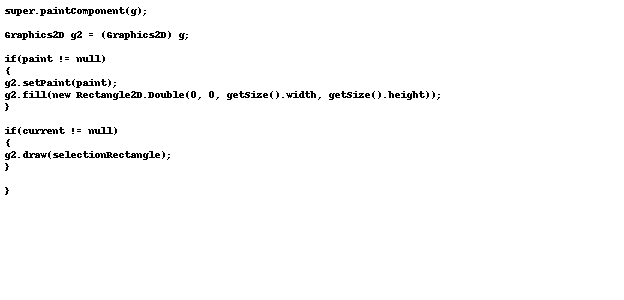 super.paintComponent(g);
Graphics2D g2 = (Graphics2D) g;
if(paint != null)
{
g2.setPaint(paint);
g2.fill(new Rectangle2D.Double(0, 0, getSize().width, getSize().height));
}
if(current != null)
{
g2.draw(selectionRectangle);
}
}